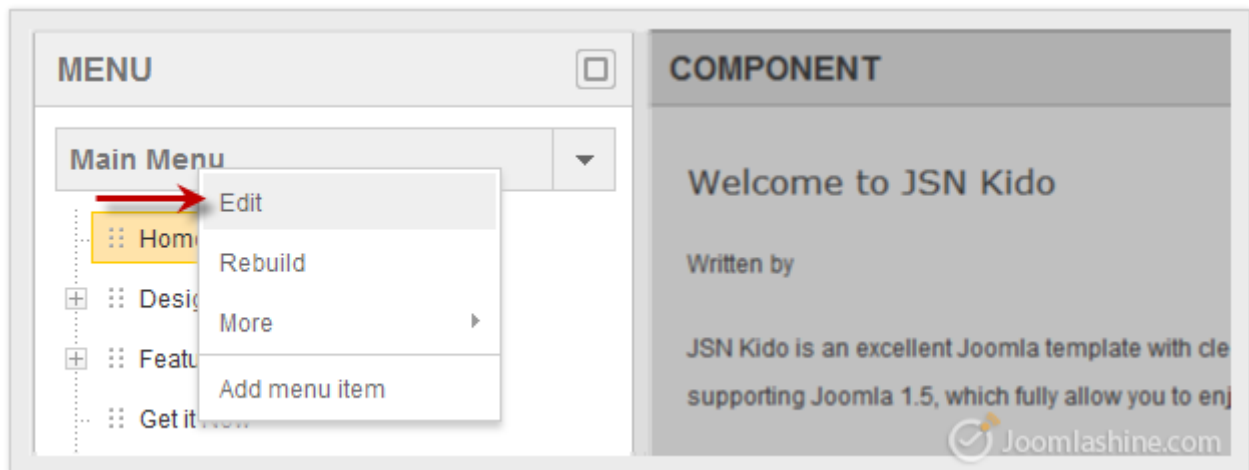 MENU
Main Menu
Edit
Home
Rebuild
Desig
More
Featu
Add menu item
Get it
COMPONENT
Welcome to JSN Kido
Written by
JSN Kido is an excellent Joomla template with cle
supporting Joomla 1.5, which fully allow you to enj
Joomlashine.com